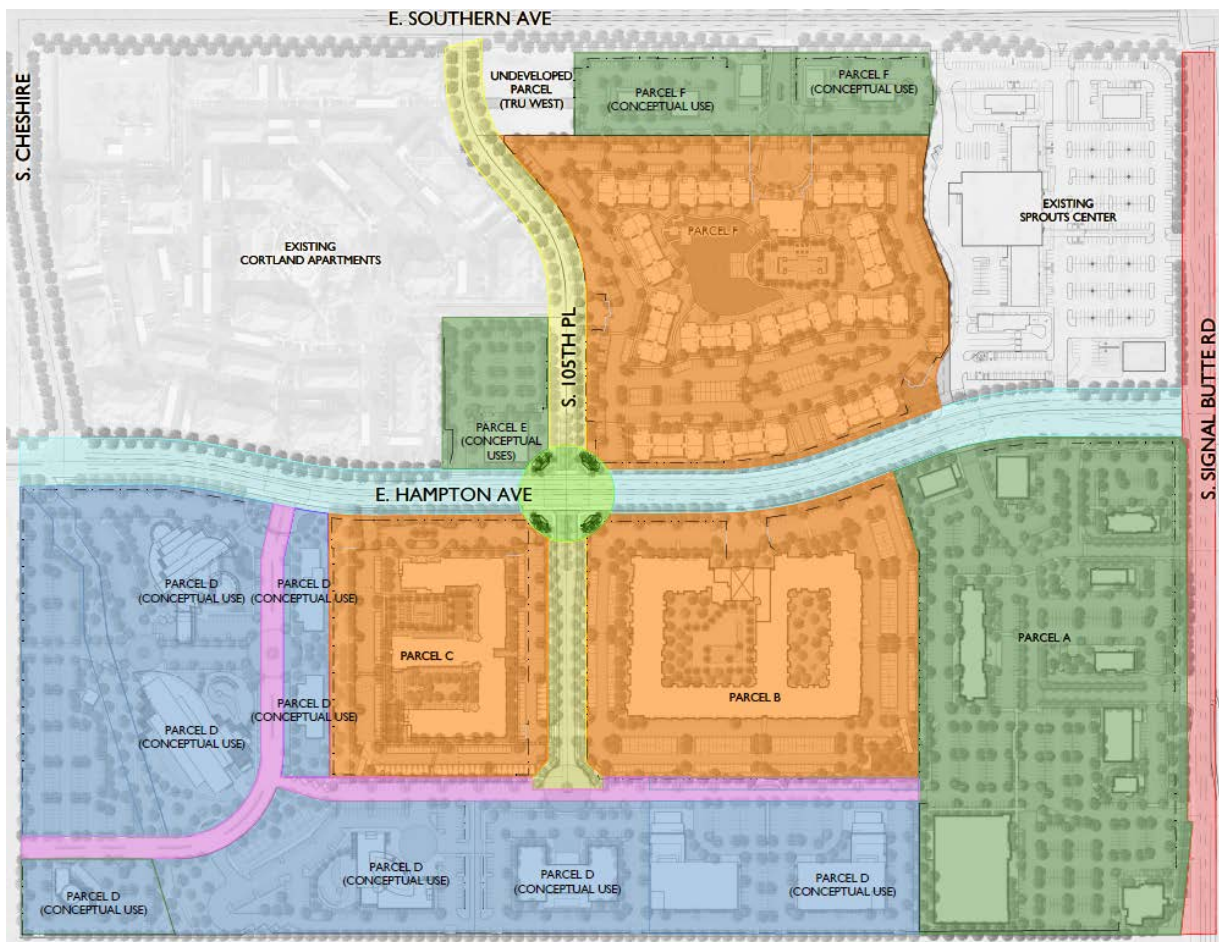 E. SOUTHERN AVE
S. CHESHIRE
UNDEVELOPED
PARCEL
(TRU WEST)
PARCEL F
(CONCEPTUAL USE)
PARCEL F
(CONCEPTUAL USE)
EXISTING
CORTLAND APARTMENTS
PARCEL F
EXISTING
SPROUTS CENTER
S. 105TH PL
S. SIGNAL BUTTE RD
PARCEL E
(CONCEPTUAL
USES)
E. HAMPTON AVE
PARCEL D
(CONCEPTUAL USE)
PARCEL D
(CONCEPTUAL USE)
PARCEL C
PARCEL B
PARCEL A
PARCEL D
(CONCEPTUAL USE)
PARCEL D
(CONCEPTUAL USE)
PARCEL D
(CONCEPTUAL USE)
PARCEL D
(CONCEPTUAL USE)
PARCEL D
(CONCEPTUAL USE)
PARCEL D
(CONCEPTUAL USE)